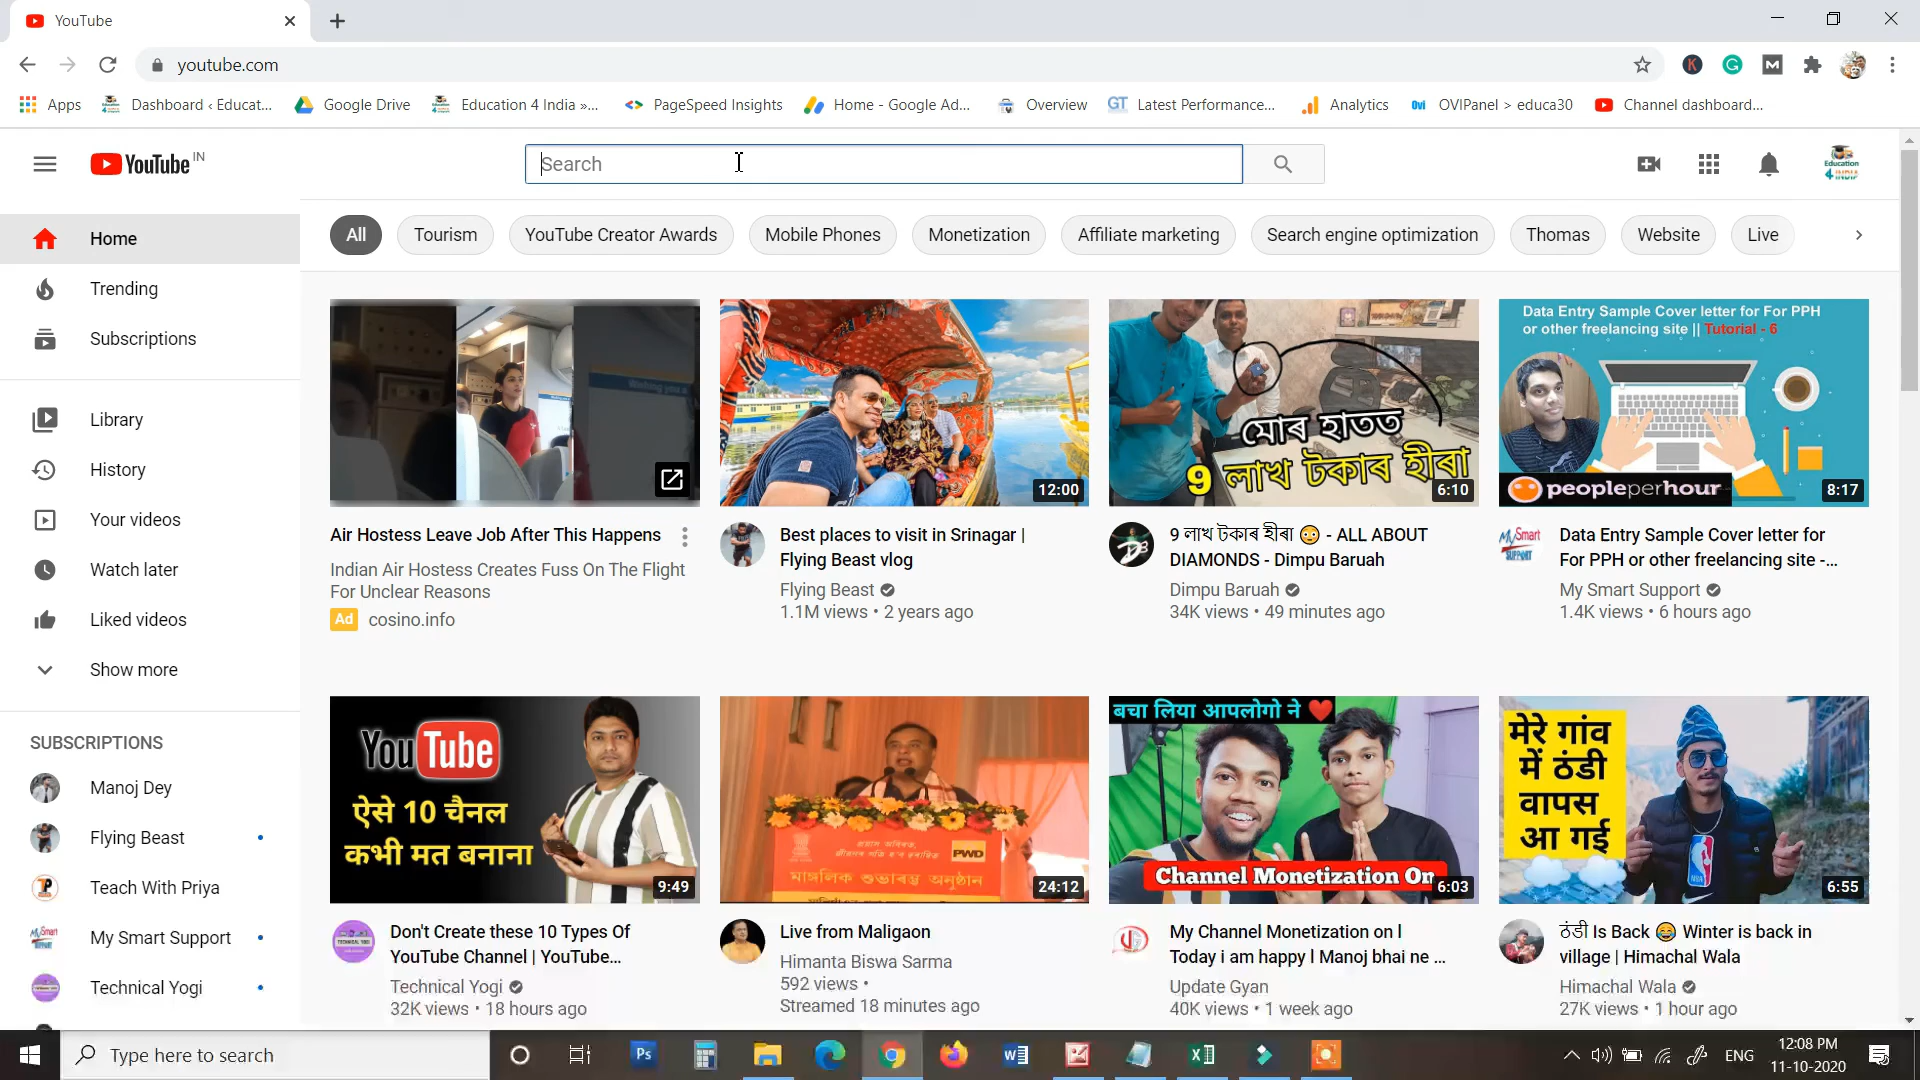 YouTube
youtube.com
Apps
Dashboard ‹ Educat...
Google Drive
Education 4 India »...
PageSpeed Insights
Home - Google Ad...
Overview
GT Latest Performance...
Analytics
Ovi OVIPanel > educa30
Channel dashboard...
YouTube IN
Search
Education 4 INDIA
All
Tourism
YouTube Creator Awards
Mobile Phones
Monetization
Affiliate marketing
Search engine optimization
Thomas
Website
Live
Home
Trending
Subscriptions
Library
History
Your videos
Watch later
Liked videos
Show more
SUBSCRIPTIONS
Manoj Dey
Flying Beast
Teach With Priya
My Smart Support
Technical Yogi
Air Hostess Leave Job After This Happens
Indian Air Hostess Creates Fuss On The Flight
For Unclear Reasons
Ad cosino.info
12:00
Best places to visit in Srinagar |
Flying Beast vlog
Flying Beast
1.1M views • 2 years ago
মোৰ হাতত
9 লাখ টকাৰ হীৰা
6:10
9 লাখ টকাৰ হীৰা 😳 - ALL ABOUT
DIAMONDS - Dimpu Baruah
Dimpu Baruah
34K views • 49 minutes ago
Data Entry Sample Cover letter for For PPH
or other freelancing site || Tutorial - 6
peopleperhour
8:17
My Smart SUPPORT
Data Entry Sample Cover letter for
For PPH or other freelancing site -...
My Smart Support
1.4K views • 6 hours ago
YouTube
ऐसे 10 चैनल
कभी मत बनाना
9:49
Don't Create these 10 Types Of
YouTube Channel | YouTube...
Technical Yogi
32K views • 18 hours ago
PWD
24:12
Live from Maligaon
Himanta Biswa Sarma
592 views •
Streamed 18 minutes ago
बचा लिया आपलोगो ने ❤️
Channel Monetization On
6:03
My Channel Monetization on l
Today i am happy l Manoj bhai ne ...
Update Gyan
40K views • 1 week ago
मेरे गांव
में ठंडी
वापस
आ गई
6:55
ठंडी Is Back 😂 Winter is back in
village | Himachal Wala
Himachal Wala
27K views • 1 hour ago
Type here to search
ENG
12:08 PM
11-10-2020